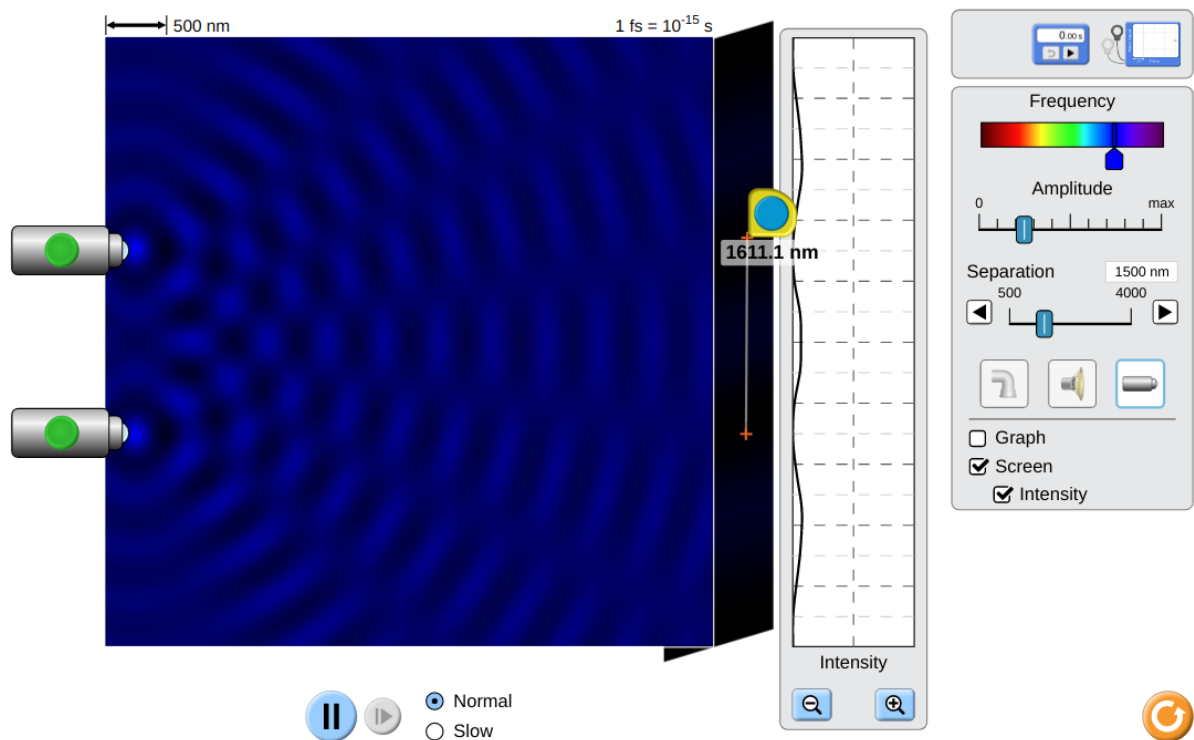 500 nm
1 fs = 10⁻¹⁵ s
0.00 s
Frequency
Amplitude
0
max
1611.1 nm
Separation
1500 nm
500
4000
Graph
Screen
Intensity
Intensity
Normal
Slow